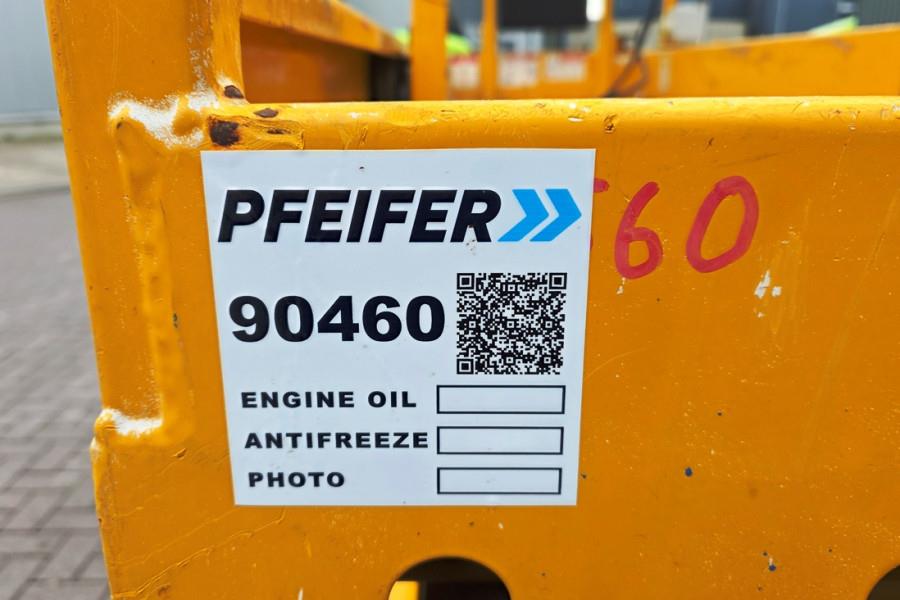 PFEIFER
90460
60
ENGINE OIL
ANTIFREEZE
PHOTO